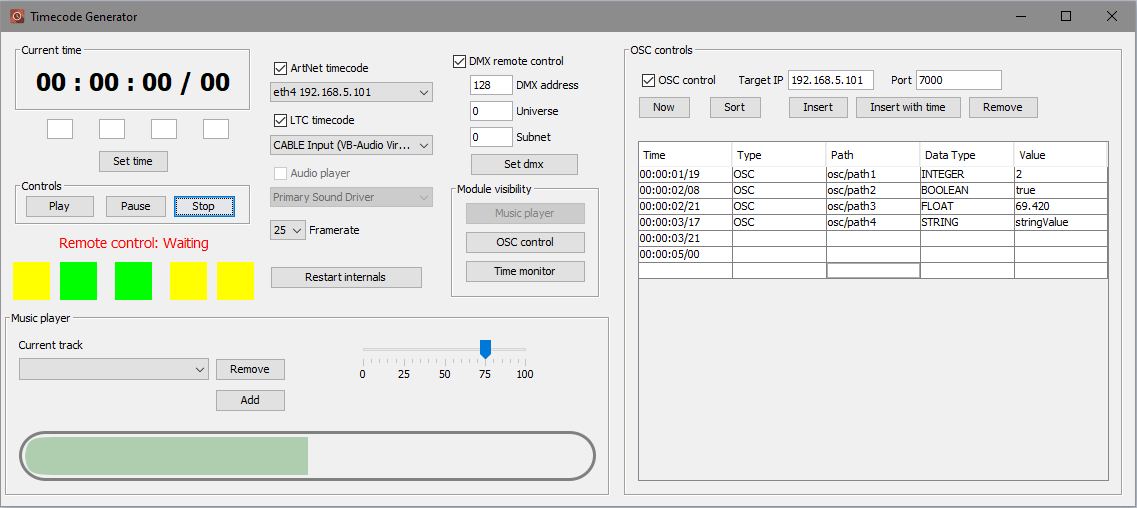 Timecode Generator
Current time
00 : 00 : 00 / 00
Set time
Controls
Play
Pause
Stop
Remote control: Waiting
ArtNet timecode
eth4 192.168.5.101
LTC timecode
CABLE Input (VB-Audio Vir...
Audio player
Primary Sound Driver
25 Framerate
Restart internals
DMX remote control
128 DMX address
0 Universe
0 Subnet
Set dmx
Module visibility
Music player
OSC control
Time monitor
Music player
Current track
Remove
Add
0 25 50 75 100
OSC controls
OSC control Target IP 192.168.5.101 Port 7000
Now Sort Insert Insert with time Remove
Time Type Path Data Type Value
00:00:01/19 OSC osc/path1 INTEGER 2
00:00:02/08 OSC osc/path2 BOOLEAN true
00:00:02/21 OSC osc/path3 FLOAT 69.420
00:00:03/17 OSC osc/path4 STRING stringValue
00:00:03/21
00:00:05/00